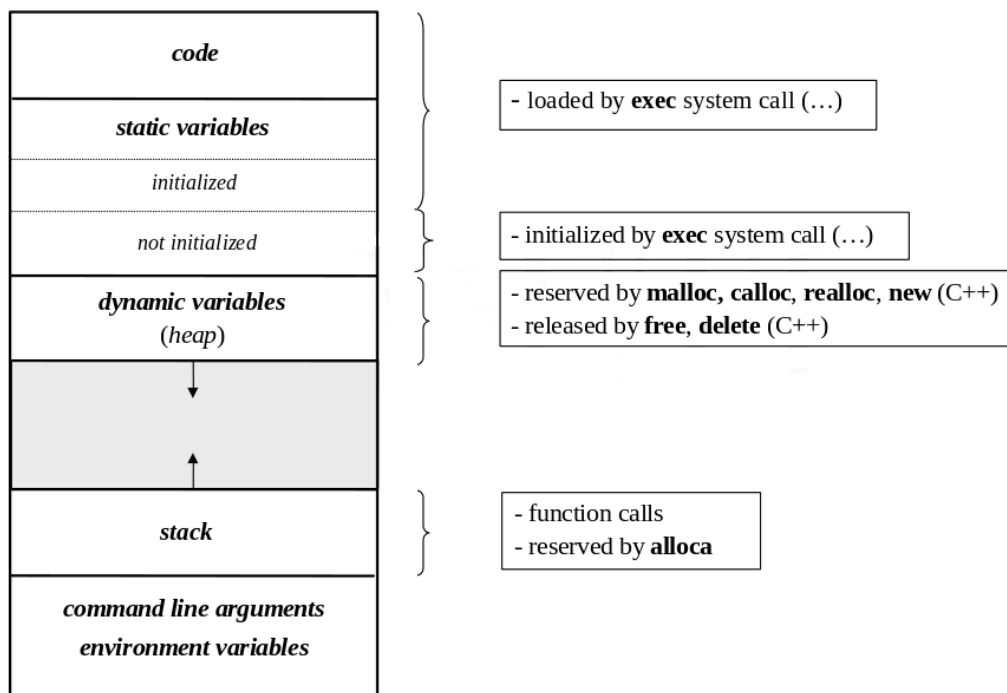 code
- loaded by exec system call (…)
static variables
initialized
not initialized
- initialized by exec system call (…)
dynamic variables
(heap)
- reserved by malloc, calloc, realloc, new (C++)
- released by free, delete (C++)
stack
- function calls
- reserved by alloca
command line arguments
environment variables